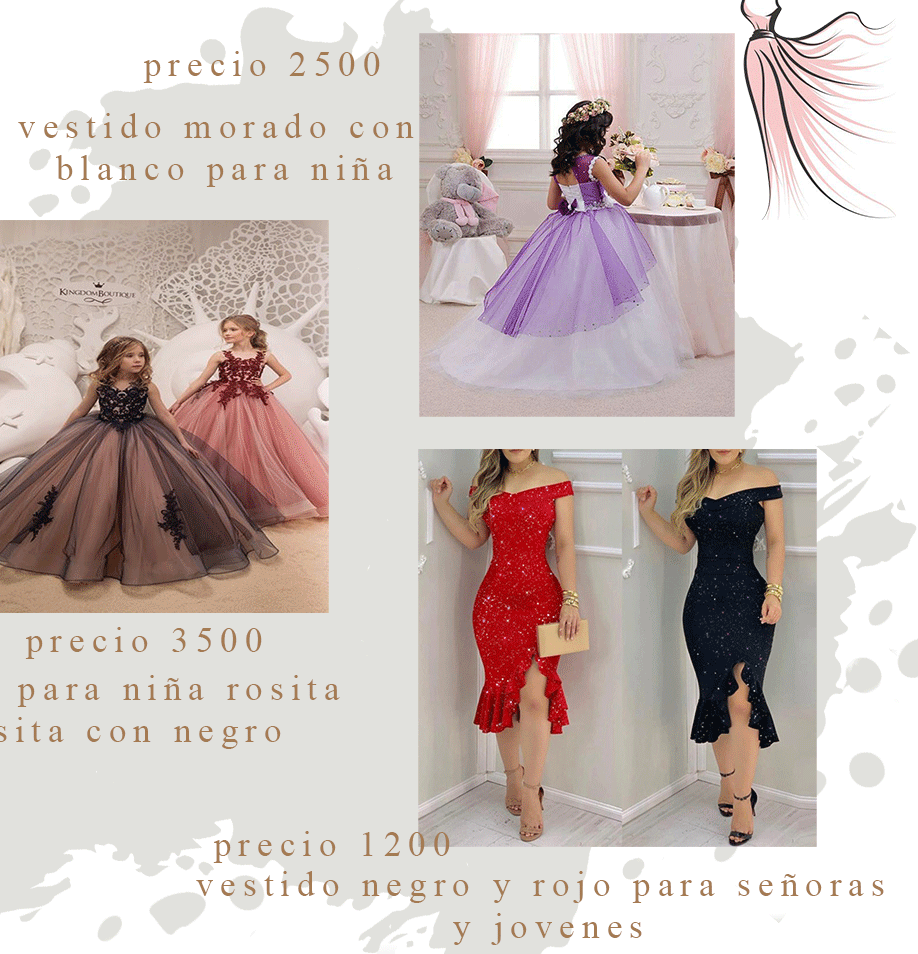 precio 2500
vestido morado con
blanco para niña
KINGDOMBOUTIQUE
precio 3500
para niña rosita
sita con negro
precio 1200
vestido negro y rojo para señoras
y jovenes